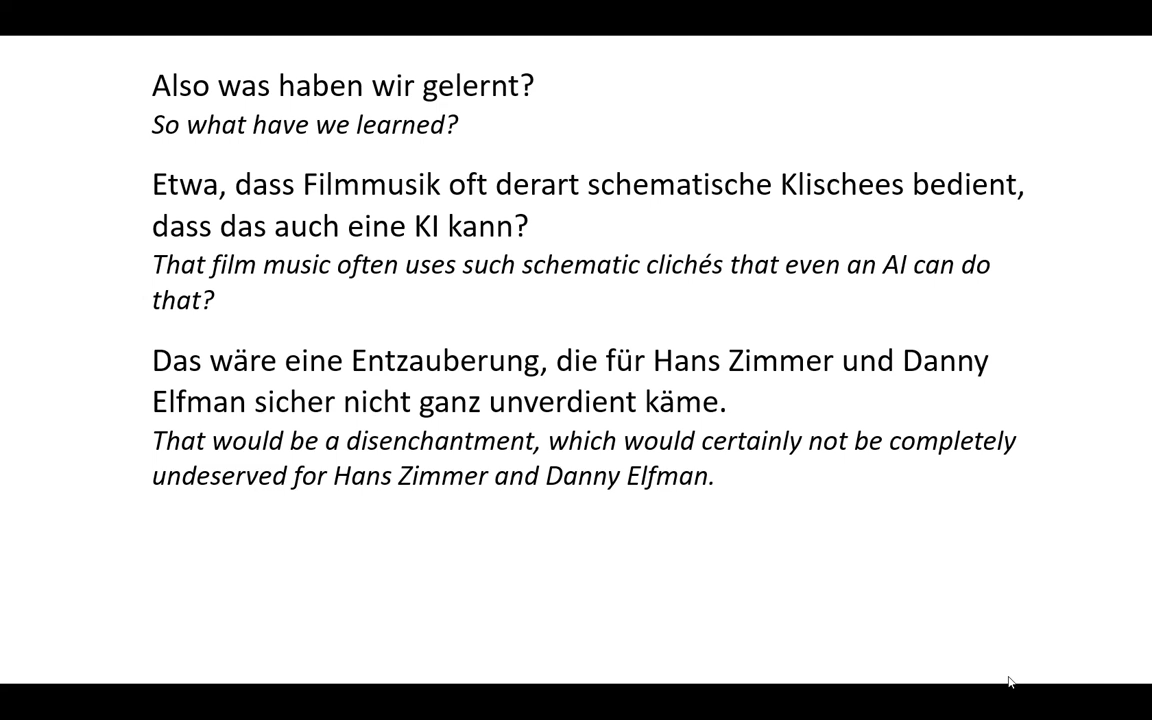 Also was haben wir gelernt?
So what have we learned?
Etwa, dass Filmmusik oft derart schematische Klischees bedient,
dass das auch eine KI kann?
That film music often uses such schematic clichés that even an AI can do
that?
Das wäre eine Entzauberung, die für Hans Zimmer und Danny
Elfman sicher nicht ganz unverdient käme.
That would be a disenchantment, which would certainly not be completely
undeserved for Hans Zimmer and Danny Elfman.